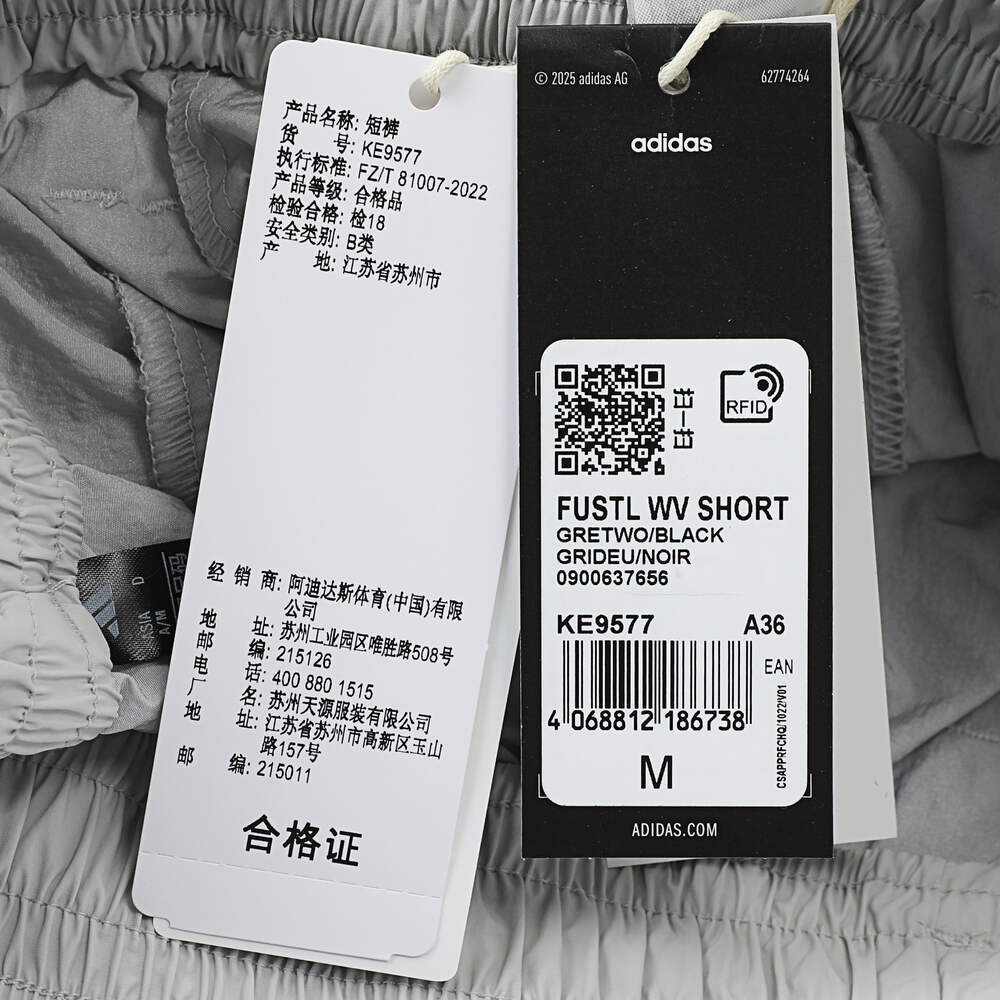 产品名称: 短裤
货 号: KE9577
执行标准: FZ/T 81007-2022
产品等级: 合格品
检验合格: 检18
安全类别: B类
产 地: 江苏省苏州市
经 销 商: 阿迪达斯体育(中国)有限
公司
地 址: 苏州工业园区唯胜路508号
邮 编: 215126
电 话: 400 880 1515
厂 名: 苏州天源服装有限公司
地 址: 江苏省苏州市高新区玉山
路157号
邮 编: 215011
合格证
© 2025 adidas AG
62774264
adidas
扫一扫
RFID
FUSTL WV SHORT
GRETWO/BLACK
GRIDEU/NOIR
0900637656
KE9577 A36
EAN
4 068812 186738
CSAPPRFCHQ/1022/V01
M
ADIDAS.COM
D
ASIA
A/M